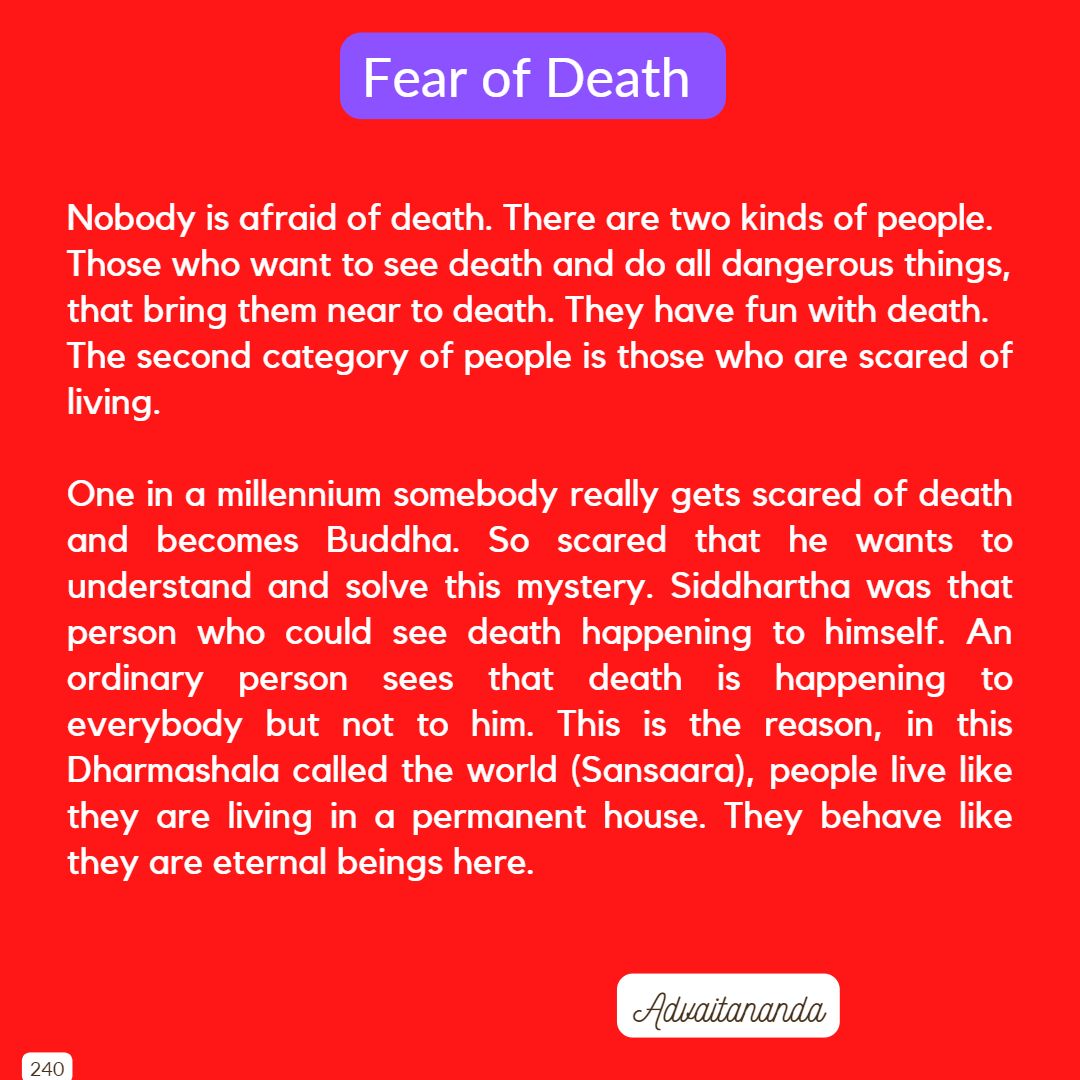 Fear of Death
Nobody is afraid of death. There are two kinds of people.
Those who want to see death and do all dangerous things,
that bring them near to death. They have fun with death.
The second category of people is those who are scared of
living.
One in a millennium somebody really gets scared of death
and becomes Buddha. So scared that he wants to
understand and solve this mystery. Siddhartha was that
person who could see death happening to himself. An
ordinary person sees that death is happening to
everybody but not to him. This is the reason, in this
Dharmashala called the world (Sansaara), people live like
they are living in a permanent house. They behave like
they are eternal beings here.
Advaitananda
240